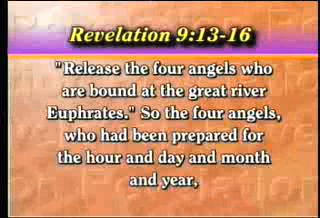 Revelation 9:13-16
"Release the four angels who
are bound at the great river
Euphrates." So the four angels,
who had been prepared for
the hour and day and month
and year,